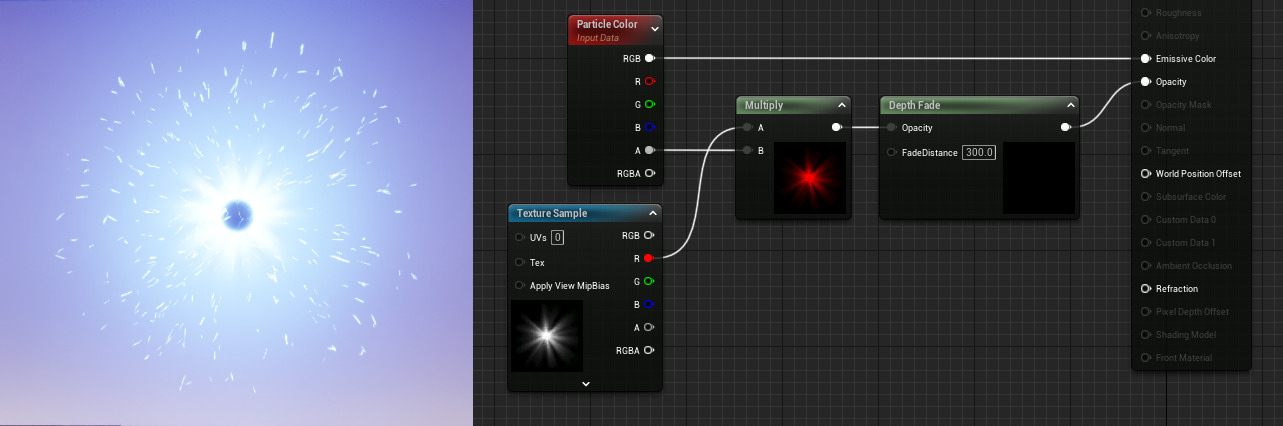 Particle Color
Input Data
RGB
R
G
B
A
RGBA
Texture Sample
UVs 0
Tex
Apply View MipBias
RGB
R
G
B
A
RGBA
Multiply
A
B
Depth Fade
Opacity
FadeDistance 300.0
Roughness
Anisotropy
Emissive Color
Opacity
Opacity Mask
Normal
Tangent
World Position Offset
Subsurface Color
Custom Data 0
Custom Data 1
Ambient Occlusion
Refraction
Pixel Depth Offset
Shading Model
Front Material